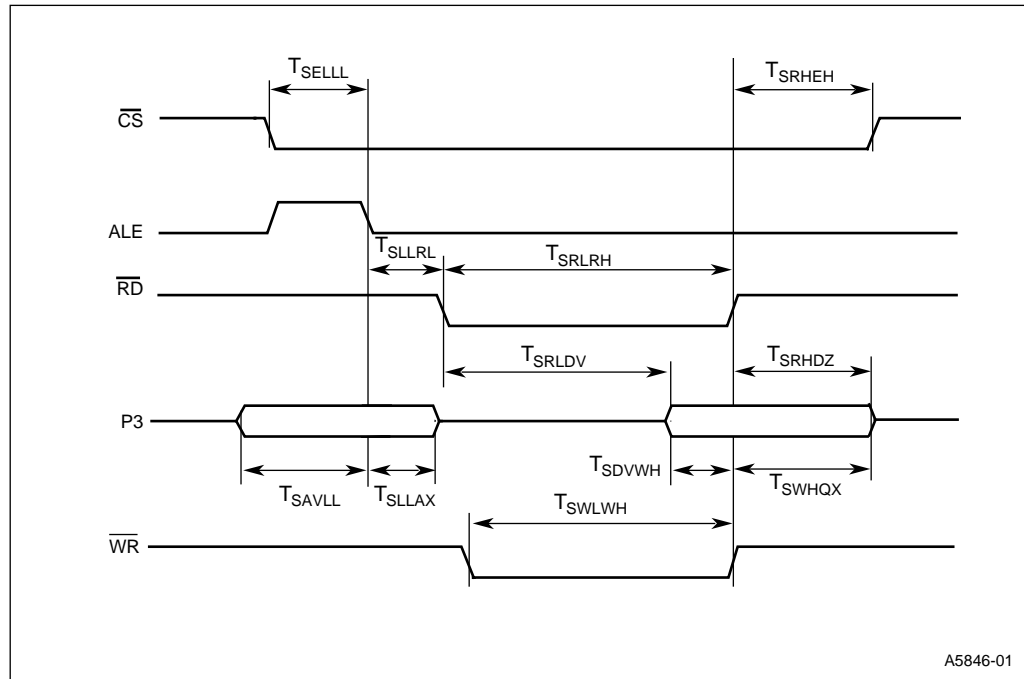 TSELLL
TSRHEH
CS
ALE
TSLLRL
TSRLRH
RD
TSRLDV
TSRHDZ
P3
TSDVWH
TSAVLL
TSLLAX
TSWHQX
TSWLWH
WR
A5846-01